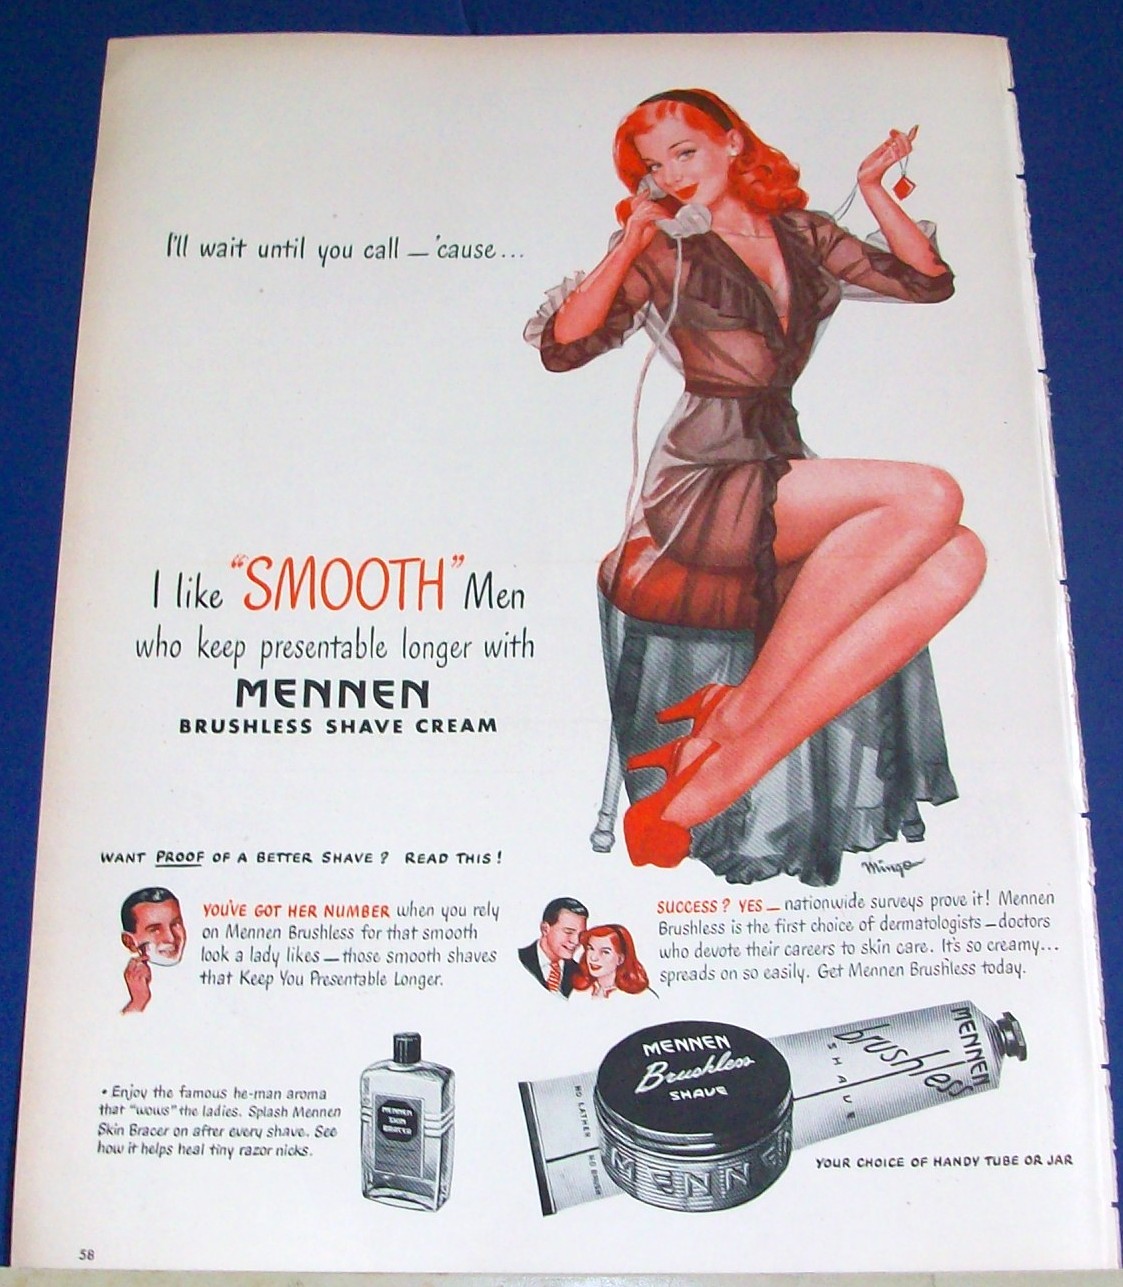 I'll wait until you call — 'cause...
I like "SMOOTH" Men
who keep presentable longer with
MENNEN
BRUSHLESS SHAVE CREAM
Mingo
WANT PROOF OF A BETTER SHAVE? READ THIS!
YOU'VE GOT HER NUMBER when you rely
on Mennen Brushless for that smooth
look a lady likes — those smooth shaves
that Keep You Presentable Longer.
SUCCESS? YES — nationwide surveys prove it! Mennen
Brushless is the first choice of dermatologists — doctors
who devote their careers to skin care. It's so creamy...
spreads on so easily. Get Mennen Brushless today.
• Enjoy the famous he-man aroma
that "wows" the ladies. Splash Mennen
Skin Bracer on after every shave. See
how it helps heal tiny razor nicks.
MENNEN
SKIN
BRACER
MENNEN
Brushless
SHAVE
MENNE
NO LATHER
NO BRUSH
brushless
SHAVE
MENNEN
YOUR CHOICE OF HANDY TUBE OR JAR
58